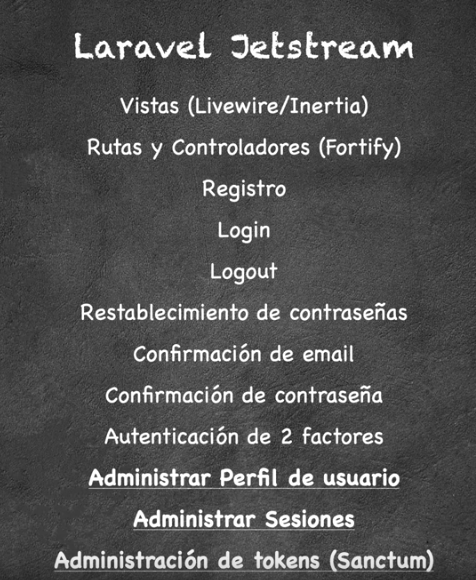 Laravel Jetstream
Vistas (Livewire/Inertia)
Rutas y Controladores (Fortify)
Registro
Login
Logout
Restablecimiento de contraseñas
Confirmación de email
Confirmación de contraseña
Autenticación de 2 factores
Administrar Perfil de usuario
Administrar Sesiones
Administración de tokens (Sanctum)